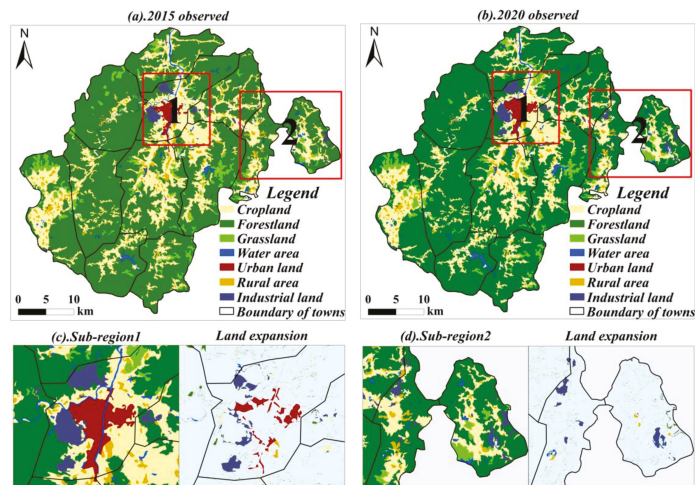 (a).2015 observed
N
1
2
Legend
Cropland
Forestland
Grassland
Water area
Urban land
Rural area
Industrial land
Boundary of towns
0 5 10
km
(b).2020 observed
N
1
2
Legend
Cropland
Forestland
Grassland
Water area
Urban land
Rural area
Industrial land
Boundary of towns
0 5 10
km
(c).Sub-region1
Land expansion
(d).Sub-region2
Land expansion